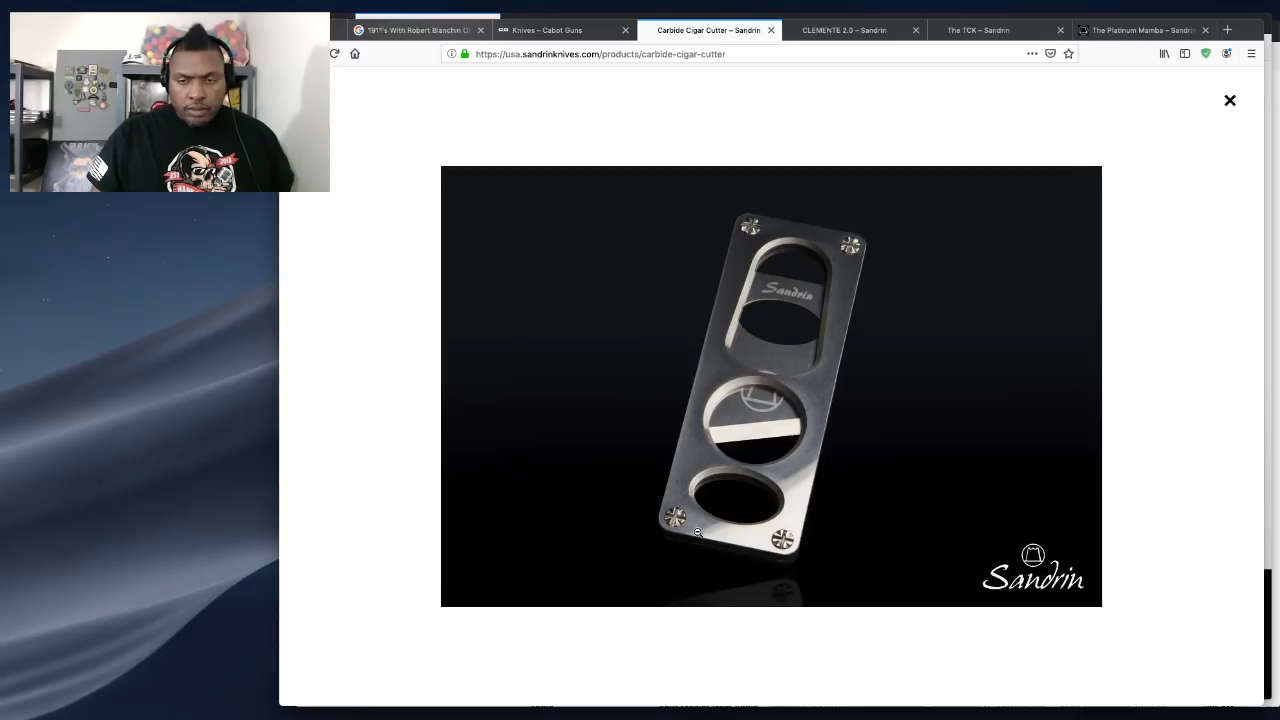 1911's With Robert Bianchin O
Knives – Cabot Guns
Carbide Cigar Cutter – Sandrin
CLEMENTE 2.0 – Sandrin
The TCK – Sandrin
The Platinum Mamba – Sandrin
https://usa.sandrinknives.com/products/carbide-cigar-cutter
Sandrin
Sandrin